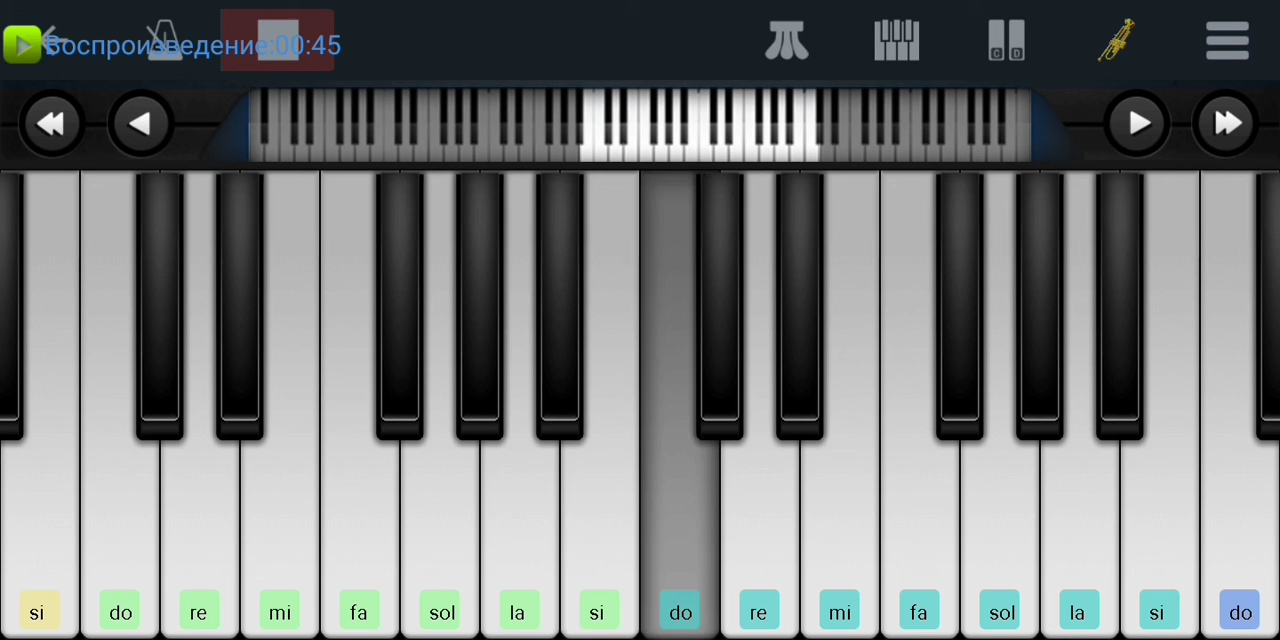 Воспроизведение:00:45
C D
si do re mi fa sol la si do re mi fa sol la si do